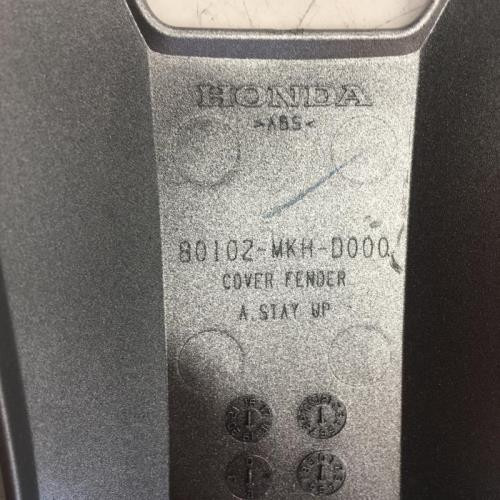 HONDA
>ABS<
80102-MKH-D000
COVER FENDER
A.STAY UP